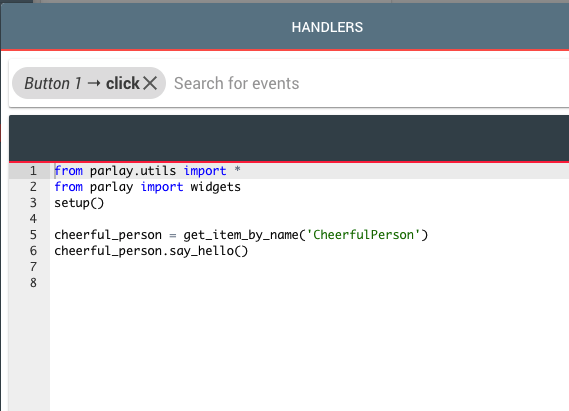 HANDLERS
Button 1 → click × Search for events
1 from parlay.utils import *
2 from parlay import widgets
3 setup()
4
5 cheerful_person = get_item_by_name('CheerfulPerson')
6 cheerful_person.say_hello()
7
8